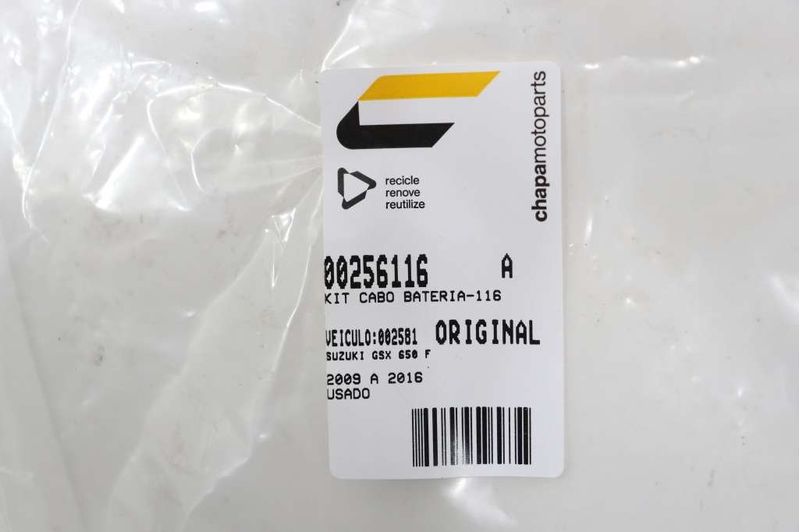 chapamotoparts
recicle
renove
reutilize
00256116 A
KIT CABO BATERIA-116
VEICULO:002581 ORIGINAL
SUZUKI GSX 650 F
2009 A 2016
USADO